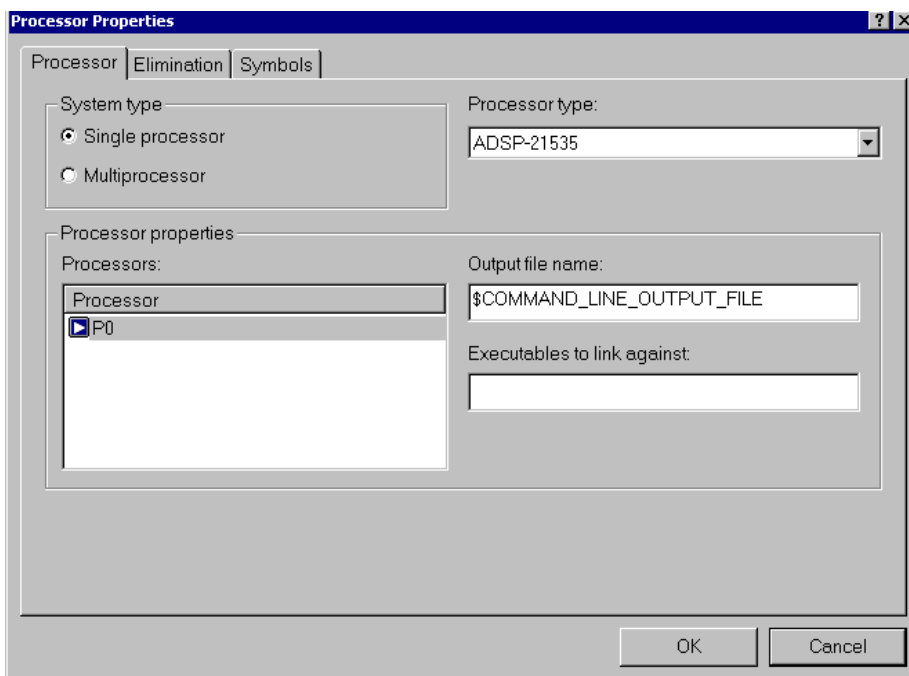 Processor Properties
Processor
Elimination
Symbols
System type
Single processor
Multiprocessor
Processor type:
ADSP-21535
Processor properties
Processors:
Processor
P0
Output file name:
$COMMAND_LINE_OUTPUT_FILE
Executables to link against:
OK
Cancel